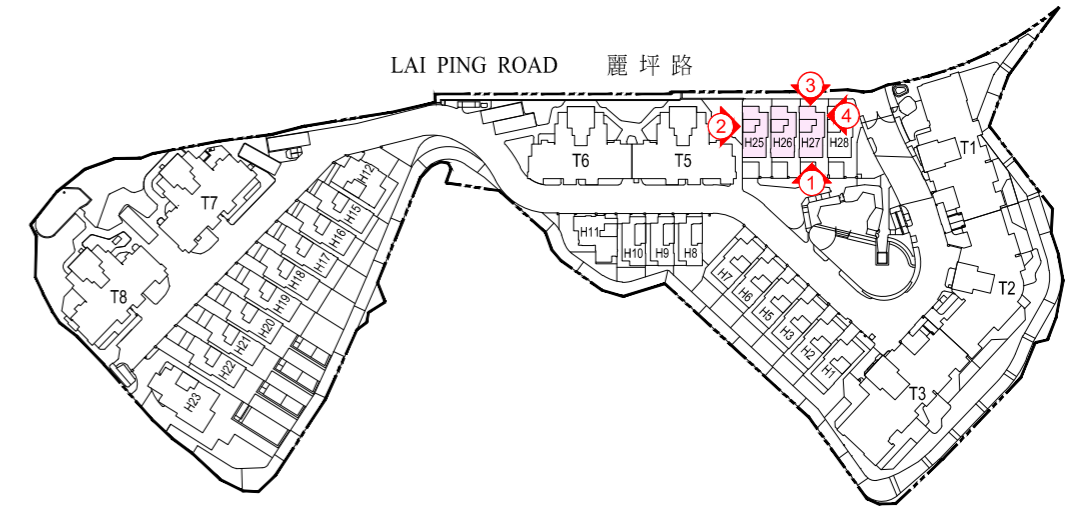 LAI PING ROAD 麗坪路
3
2
4
H25
H26
H27
H28
1
T1
T6
T5
T7
H12
H15
H16
H17
H18
H19
H20
H21
H22
H23
T8
H11
H10
H9
H8
H7
H6
H5
H3
H2
H1
T2
T3